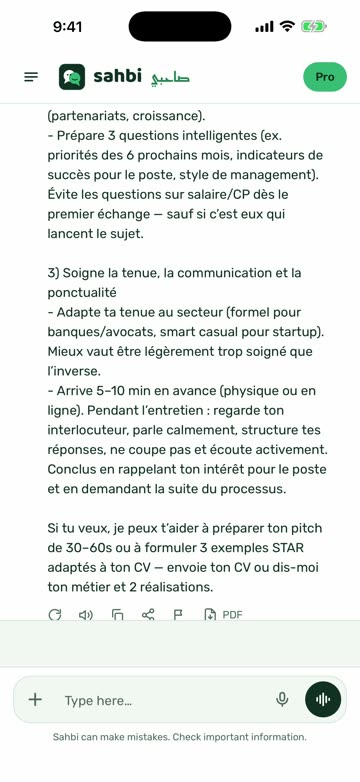 9:41
sahbi صاحبي
Pro
(partenariats, croissance).
- Prépare 3 questions intelligentes (ex.
priorités des 6 prochains mois, indicateurs de
succès pour le poste, style de management).
Évite les questions sur salaire/CP dès le
premier échange — sauf si c’est eux qui
lancent le sujet.
3) Soigne la tenue, la communication et la
ponctualité
- Adapte ta tenue au secteur (formel pour
banques/avocats, smart casual pour startup).
Mieux vaut être légèrement trop soigné que
l’inverse.
- Arrive 5–10 min en avance (physique ou en
ligne). Pendant l’entretien : regarde ton
interlocuteur, parle calmement, structure tes
réponses, ne coupe pas et écoute activement.
Conclus en rappelant ton intérêt pour le poste
et en demandant la suite du processus.
Si tu veux, je peux t’aider à préparer ton pitch
de 30–60s ou à formuler 3 exemples STAR
adaptés à ton CV — envoie ton CV ou dis-moi
ton métier et 2 réalisations.
PDF
Type here...
Sahbi can make mistakes. Check important information.